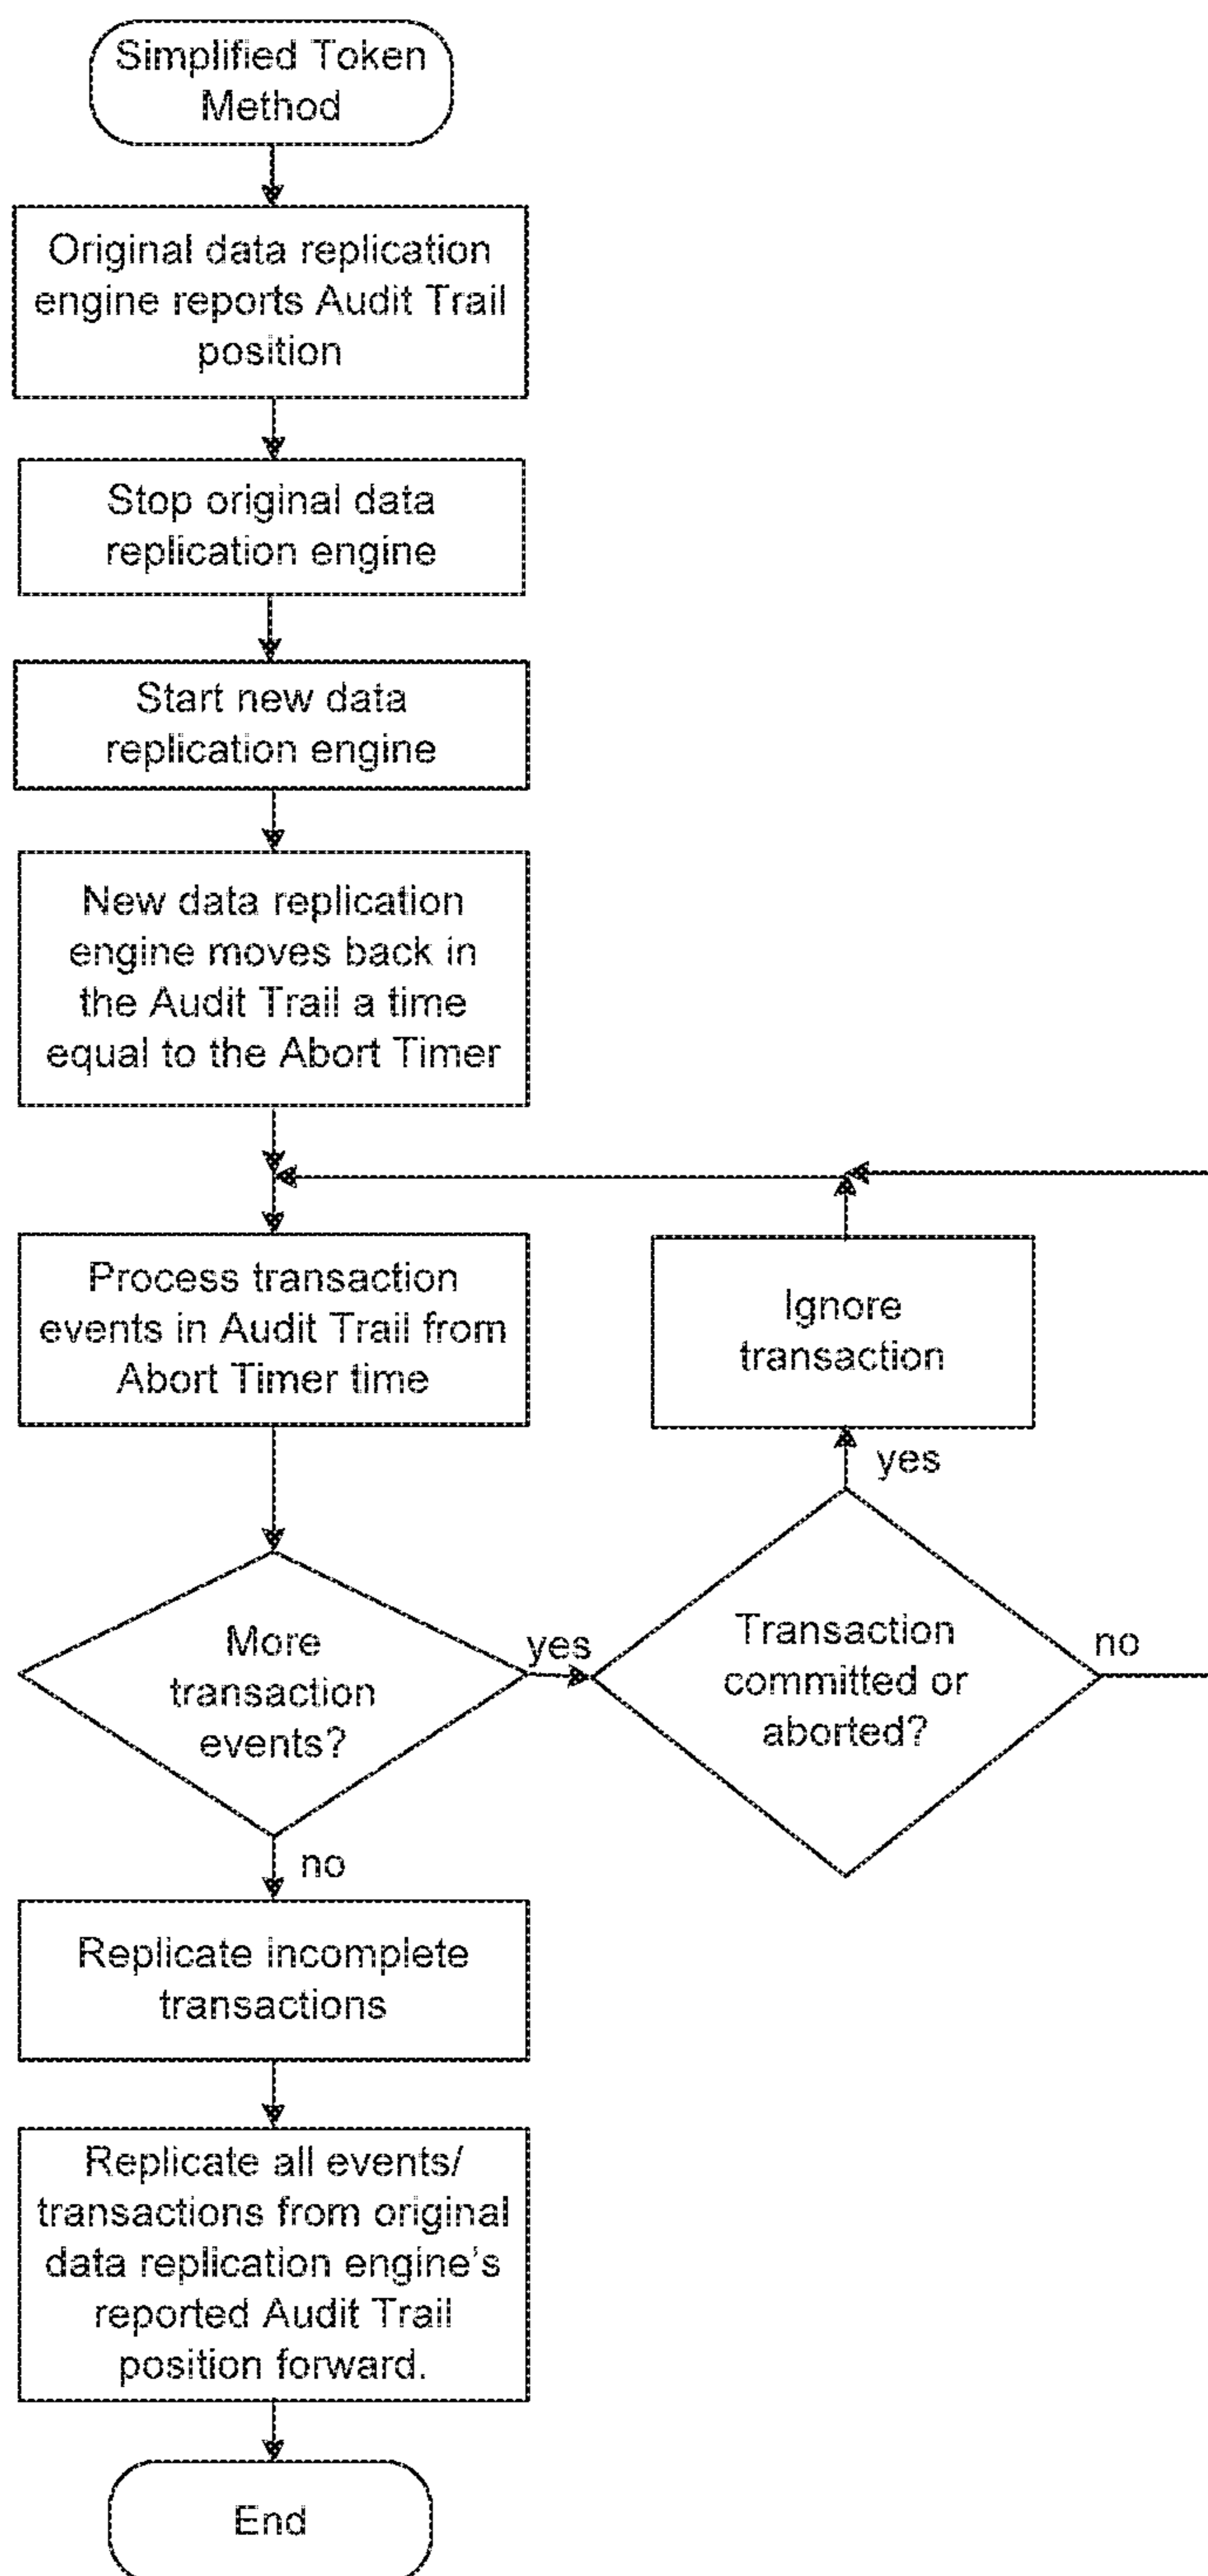 Simplified Token
Method
Original data replication
engine reports Audit Trail
position
Stop original data
replication engine
Start new data
replication engine
New data replication
engine moves back in
the Audit Trail a time
equal to the Abort Timer
Process transaction
events in Audit Trail from
Abort Timer time
Ignore
transaction
yes
More
transaction
events?
yes
Transaction
committed or
aborted?
no
no
Replicate incomplete
transactions
Replicate all events/
transactions from original
data replication engine's
reported Audit Trail
position forward.
End